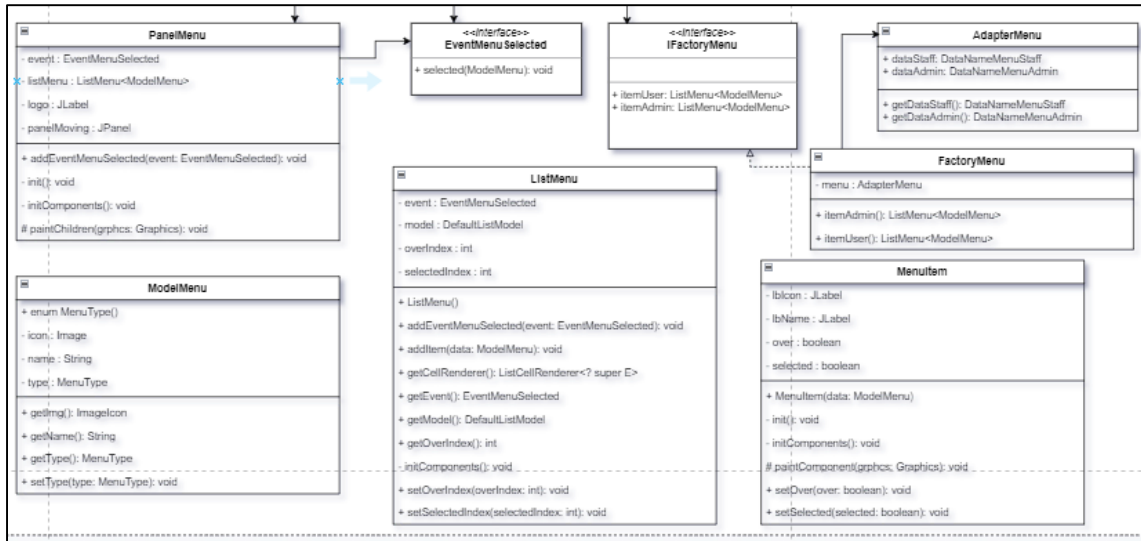 PanelMenu
- event : EventMenuSelected
- listMenu : ListMenu<ModelMenu>
- logo : JLabel
- panelMoving : JPanel
+ addEventMenuSelected(event: EventMenuSelected): void
- init(): void
- initComponents(): void
# paintChildren(grphcs: Graphics): void
<<Interface>>
EventMenuSelected
+ selected(ModelMenu): void
<<Interface>>
IFactoryMenu
+ itemUser: ListMenu<ModelMenu>
+ itemAdmin: ListMenu<ModelMenu>
AdapterMenu
+ dataStaff: DataNameMenuStaff
+ dataAdmin: DataNameMenuAdmin
+ getDataStaff(): DataNameMenuStaff
+ getDataAdmin(): DataNameMenuAdmin
FactoryMenu
- menu : AdapterMenu
+ itemAdmin(): ListMenu<ModelMenu>
+ itemUser(): ListMenu<ModelMenu>
ListMenu
- event : EventMenuSelected
- model : DefaultListModel
- overIndex : int
- selectedIndex : int
+ ListMenu()
+ addEventMenuSelected(event: EventMenuSelected): void
+ addItem(data: ModelMenu): void
+ getCellRenderer(): ListCellRenderer<? super E>
+ getEvent(): EventMenuSelected
+ getModel(): DefaultListModel
+ getOverIndex(): int
- initComponents(): void
+ setOverIndex(overIndex: int): void
+ setSelectedIndex(selectedIndex: int): void
ModelMenu
+ enum MenuType()
- icon : Image
- name : String
- type : MenuType
+ getImg(): ImageIcon
+ getName(): String
+ getType(): MenuType
+ setType(type: MenuType): void
MenuItem
- lbIcon : JLabel
- lbName : JLabel
- over : boolean
- selected : boolean
+ MenuItem(data: ModelMenu)
- init(): void
- initComponents(): void
# paintComponent(grphcs: Graphics): void
+ setOver(over: boolean): void
+ setSelected(selected: boolean): void